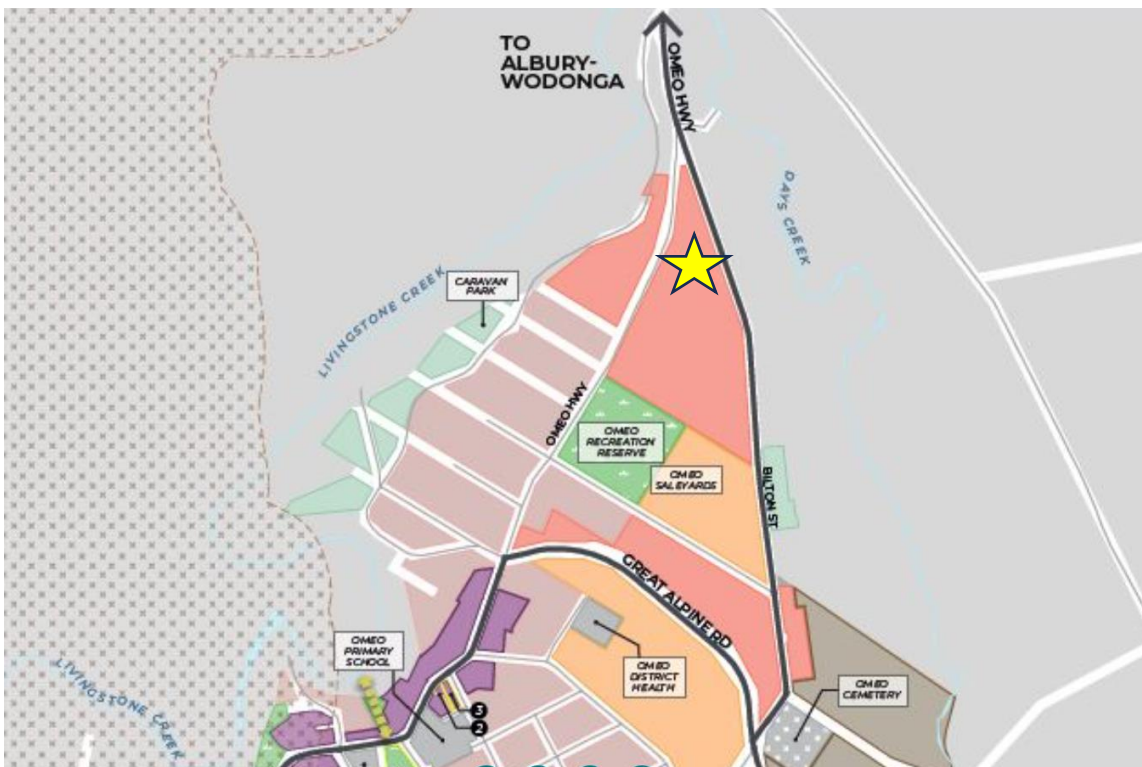 TO
ALBURY-
WODONGA
OMEO HWY
DAYS CREEK
CARAVAN
PARK
LIVINGSTONE CREEK
OMEO HWY
OMEO
RECREATION
RESERVE
OMEO
SALEYARDS
BILTON ST
GREAT ALPINE RD
OMEO
PRIMARY
SCHOOL
OMEO
DISTRICT
HEALTH
OMEO
CEMETERY
LIVINGSTONE CREEK
3
2